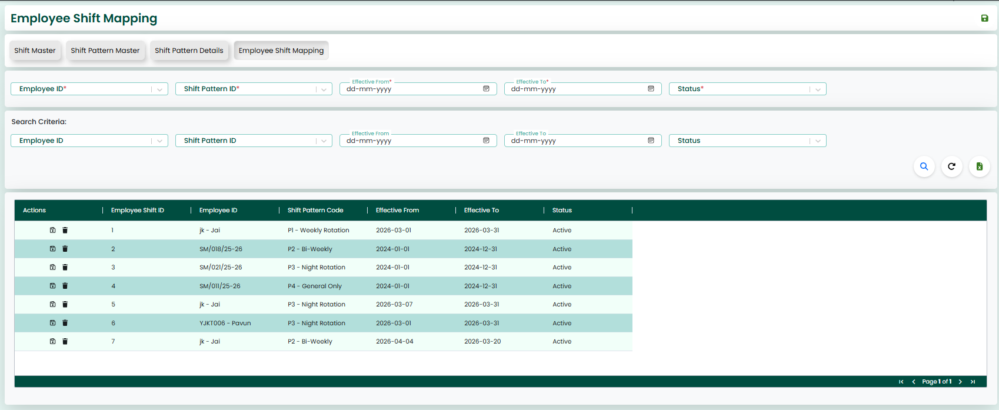 Employee Shift Mapping
Shift Master Shift Pattern Master Shift Pattern Details Employee Shift Mapping
Employee ID* Shift Pattern ID* Effective From* dd-mm-yyyy Effective To* dd-mm-yyyy Status*
Search Criteria:
Employee ID Shift Pattern ID Effective From dd-mm-yyyy Effective To dd-mm-yyyy Status
Actions Employee Shift ID Employee ID Shift Pattern Code Effective From Effective To Status
1 jk - Jai P1 - Weekly Rotation 2026-03-01 2026-03-31 Active
2 SM/018/25-26 P2 - Bi-Weekly 2024-01-01 2024-12-31 Active
3 SM/021/25-26 P3 - Night Rotation 2024-01-01 2024-12-31 Active
4 SM/011/25-26 P4 - General Only 2024-01-01 2024-12-31 Active
5 jk - Jai P3 - Night Rotation 2026-03-07 2026-03-31 Active
6 YJKT006 - Pavun P3 - Night Rotation 2026-03-01 2026-03-31 Active
7 jk - Jai P2 - Bi-Weekly 2026-04-04 2026-03-20 Active
Page 1 of 1